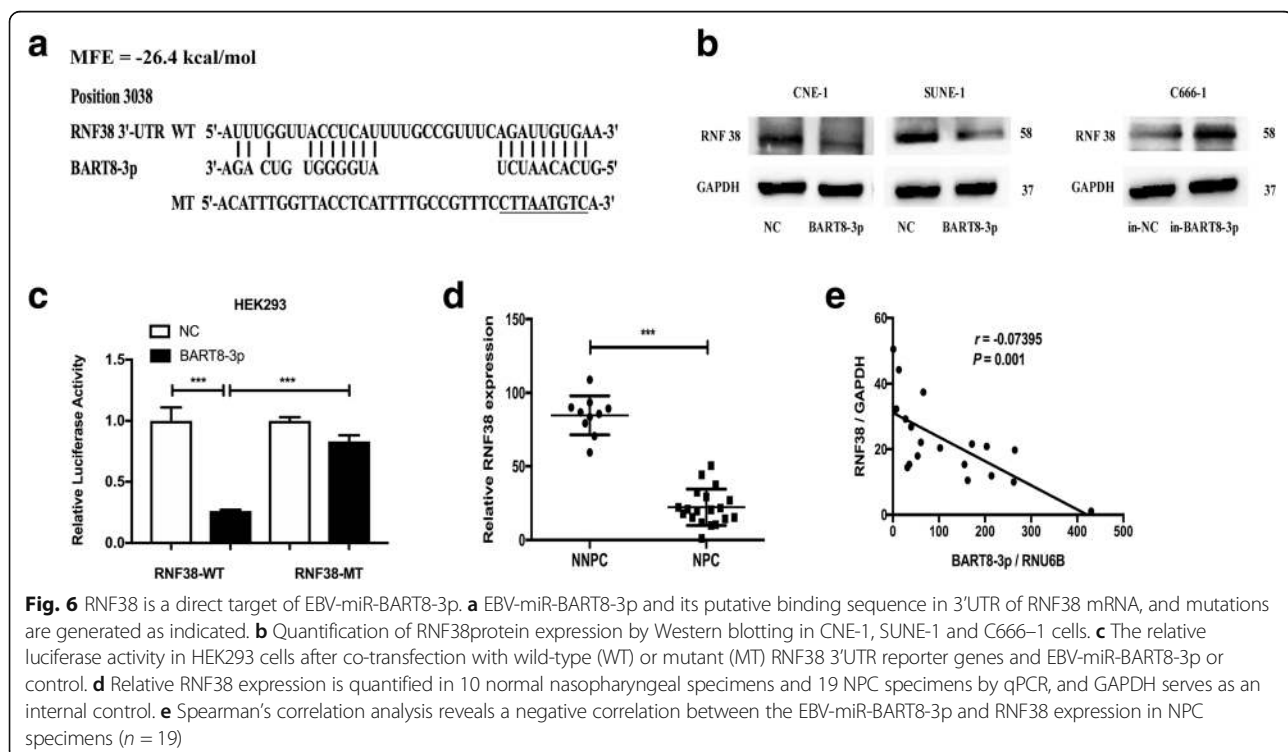 a
MFE = -26.4 kcal/mol
Position 3038
RNF38 3'-UTR WT 5'-AUUUGGUUACCUCAUUUUGCCGUUUCAGAUUGUGAA-3'
BART8-3p 3'-AGA CUG UGGGGUA UCUAACACUG-5'
MT 5'-ACATTTGGTTACCTCATTTTGCCGTTTCCTTAATGTCA-3'
b
CNE-1 SUNE-1 C666-1
RNF 38 58 RNF 38 58
GAPDH 37 GAPDH 37
NC BART8-3p NC BART8-3p in-NC in-BART8-3p
c
HEK293
NC
BART8-3p
Relative Luciferase Activity
1.5
1.0
0.5
0.0
*** ***
RNF38-WT RNF38-MT
d
Relative RNF38 expression
150
100
50
0
***
NNPC NPC
e
RNF38 / GAPDH
60
40
20
0
r = -0.07395
P = 0.001
0 100 200 300 400 500
BART8-3p / RNU6B
Fig. 6 RNF38 is a direct target of EBV-miR-BART8-3p. a EBV-miR-BART8-3p and its putative binding sequence in 3'UTR of RNF38 mRNA, and mutations
are generated as indicated. b Quantification of RNF38protein expression by Western blotting in CNE-1, SUNE-1 and C666–1 cells. c The relative
luciferase activity in HEK293 cells after co-transfection with wild-type (WT) or mutant (MT) RNF38 3'UTR reporter genes and EBV-miR-BART8-3p or
control. d Relative RNF38 expression is quantified in 10 normal nasopharyngeal specimens and 19 NPC specimens by qPCR, and GAPDH serves as an
internal control. e Spearman's correlation analysis reveals a negative correlation between the EBV-miR-BART8-3p and RNF38 expression in NPC
specimens (n = 19)